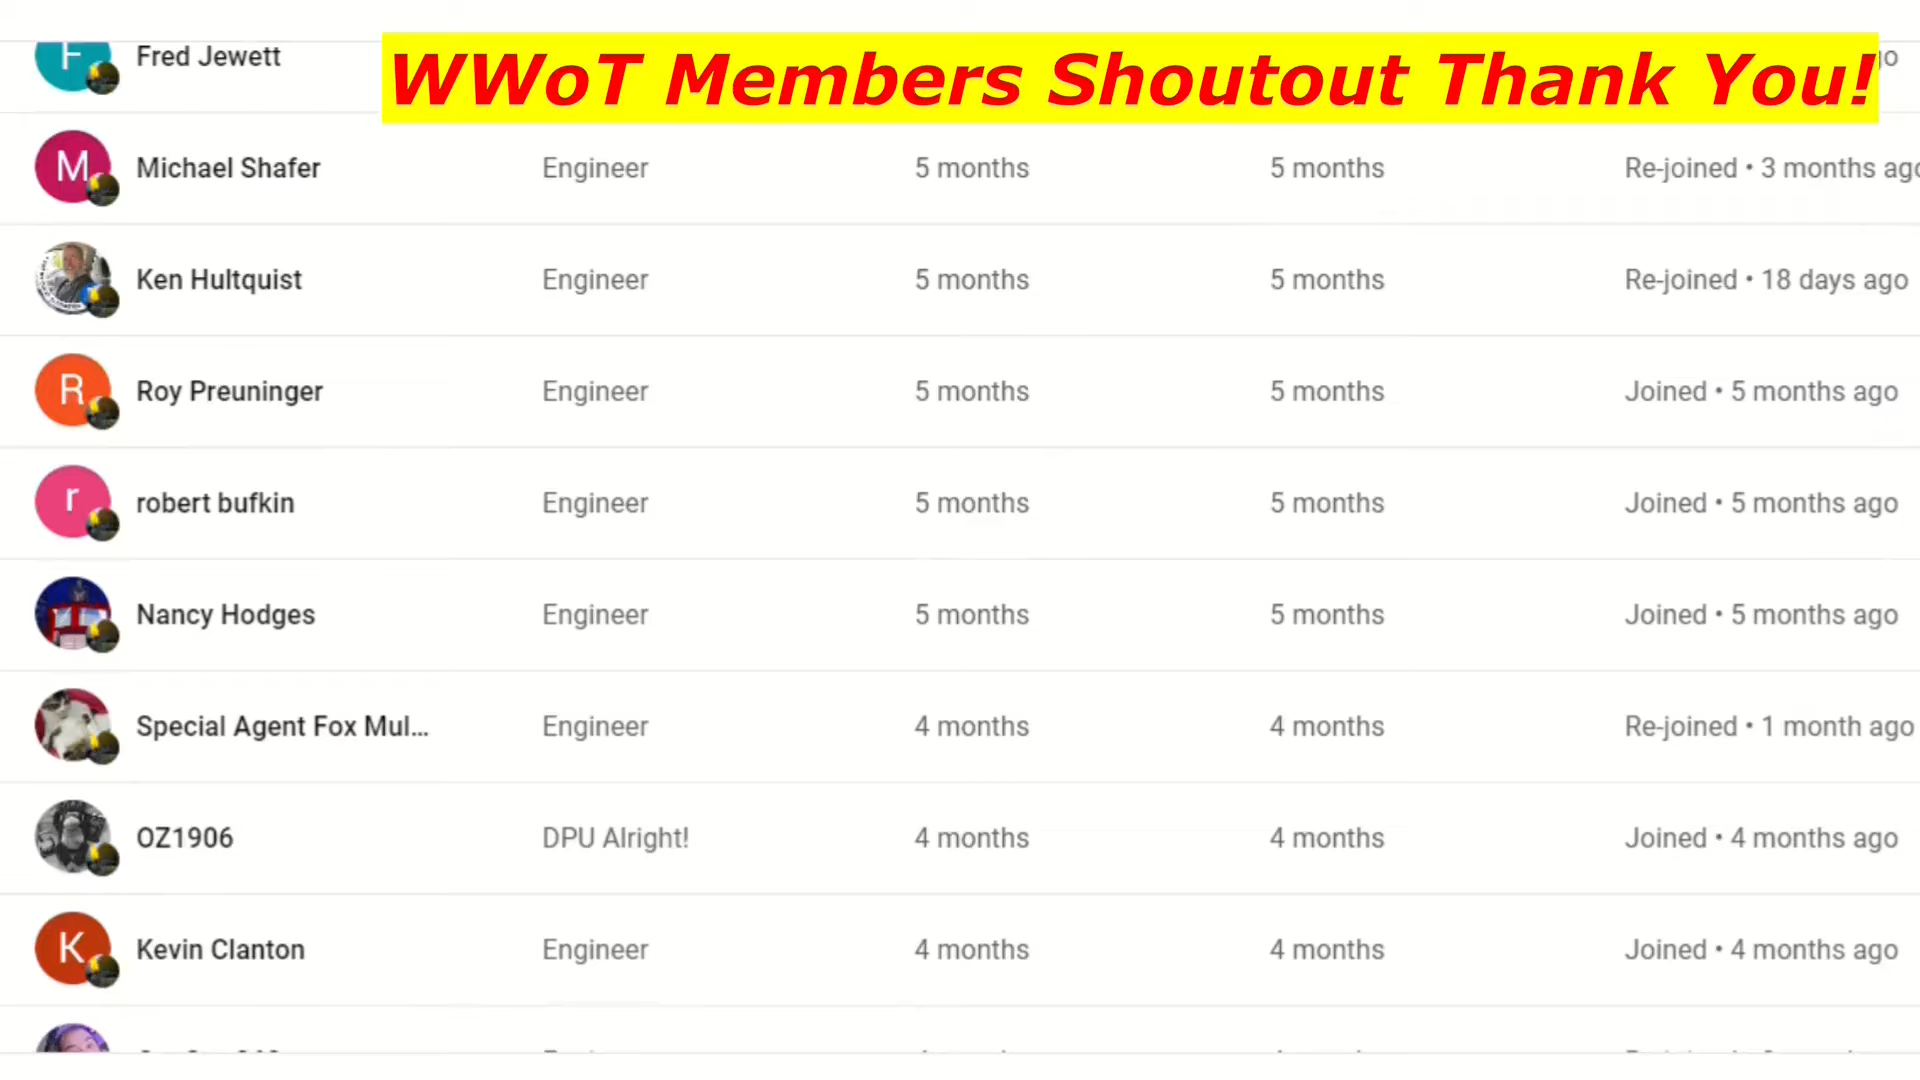 F Fred Jewett
WWoT Members Shoutout Thank You!
M Michael Shafer Engineer 5 months 5 months Re-joined • 3 months ago
Ken Hultquist Engineer 5 months 5 months Re-joined • 18 days ago
R Roy Preuninger Engineer 5 months 5 months Joined • 5 months ago
r robert bufkin Engineer 5 months 5 months Joined • 5 months ago
Nancy Hodges Engineer 5 months 5 months Joined • 5 months ago
Special Agent Fox Mul... Engineer 4 months 4 months Re-joined • 1 month ago
OZ1906 DPU Alright! 4 months 4 months Joined • 4 months ago
K Kevin Clanton Engineer 4 months 4 months Joined • 4 months ago